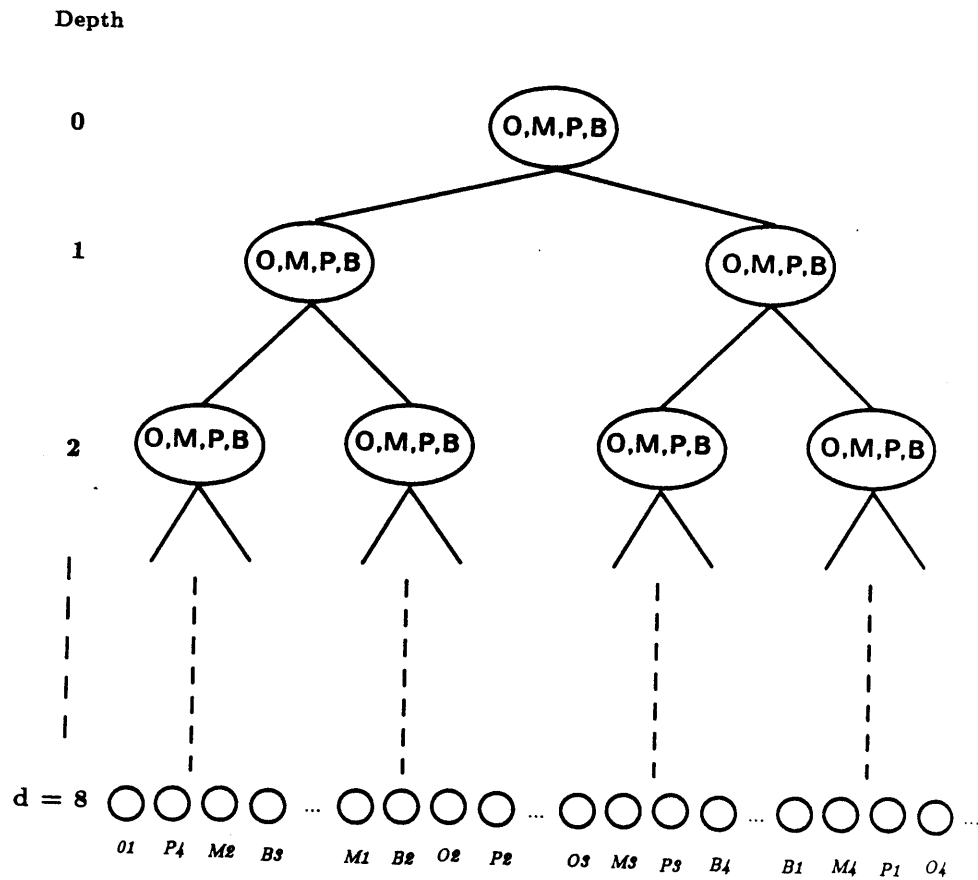 Depth
0 O,M,P,B
1 O,M,P,B O,M,P,B
2 O,M,P,B O,M,P,B O,M,P,B O,M,P,B
d = 8 ... ... ... ...
01 P4 M2 B3 M1 B2 O2 P2 O3 M3 P3 B4 B1 M4 P1 O4